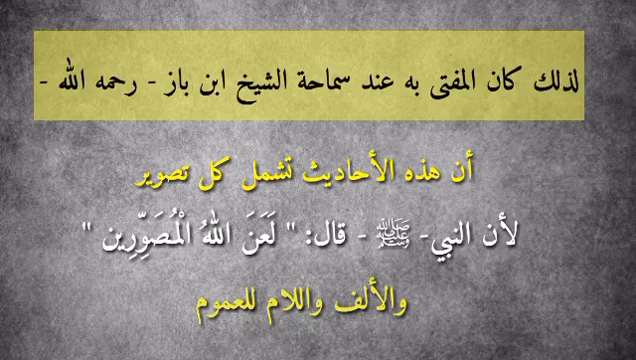 لذلك كان المفتى به عند سماحة الشيخ ابن باز - رحمه الله -
أن هذه الأحاديث تشمل كل تصوير
لأن النبي- ﷺ - قال: " لَعَنَ اللهُ الْمُصَوِّرِين "
والألف واللام للعموم